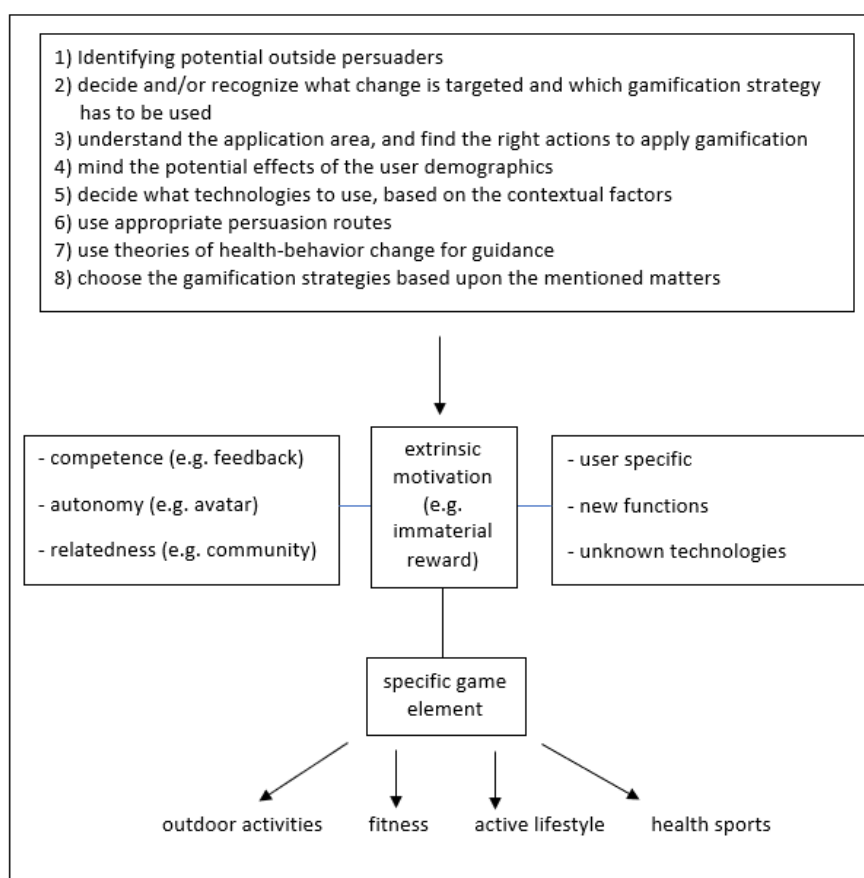 1) Identifying potential outside persuaders
2) decide and/or recognize what change is targeted and which gamification strategy
has to be used
3) understand the application area, and find the right actions to apply gamification
4) mind the potential effects of the user demographics
5) decide what technologies to use, based on the contextual factors
6) use appropriate persuasion routes
7) use theories of health-behavior change for guidance
8) choose the gamification strategies based upon the mentioned matters
- competence (e.g. feedback)
- autonomy (e.g. avatar)
- relatedness (e.g. community)
extrinsic
motivation
(e.g.
immaterial
reward)
- user specific
- new functions
- unknown technologies
specific game
element
outdoor activities
fitness
active lifestyle
health sports